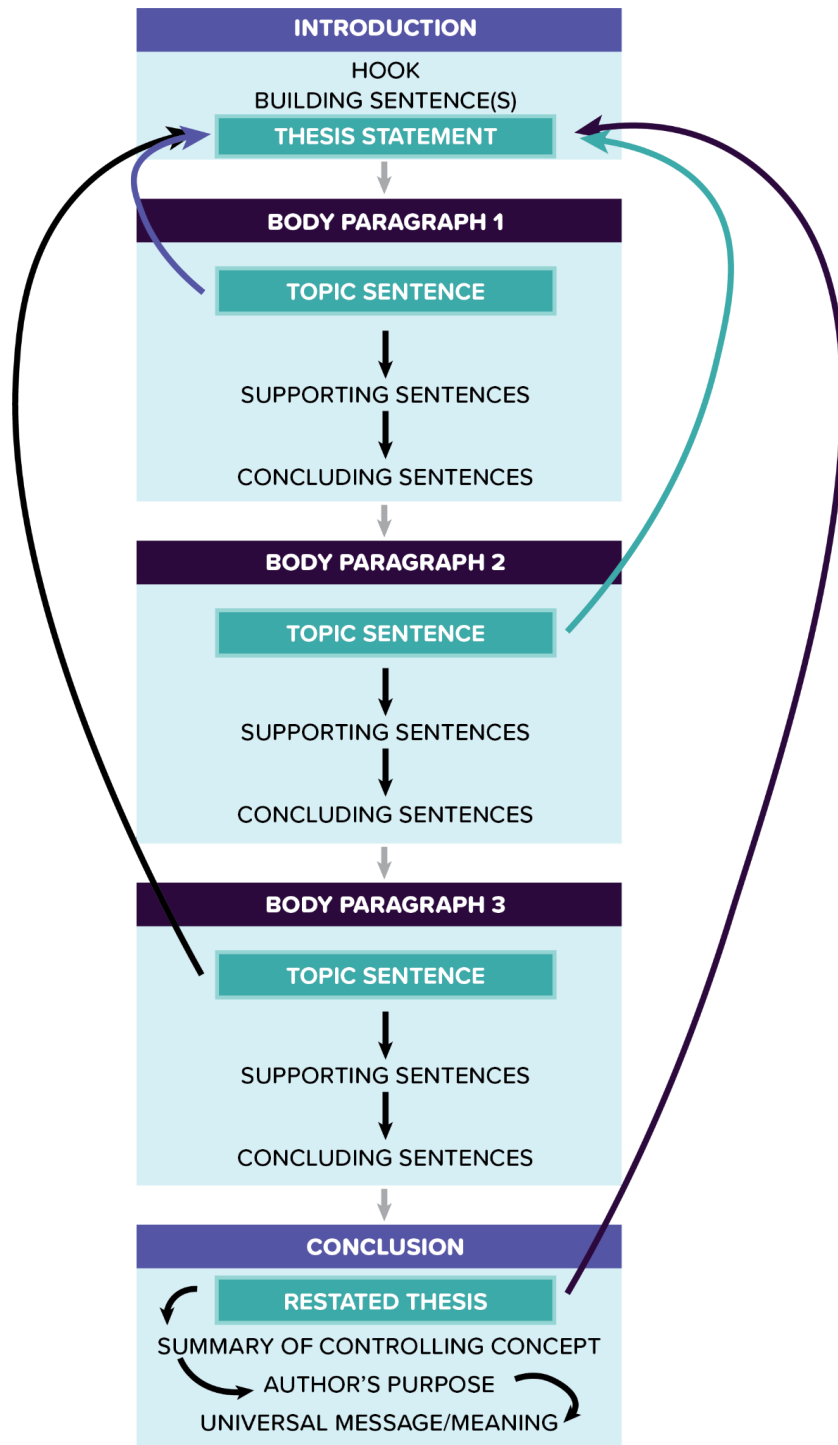 INTRODUCTION
HOOK
BUILDING SENTENCE(S)
THESIS STATEMENT
BODY PARAGRAPH 1
TOPIC SENTENCE
SUPPORTING SENTENCES
CONCLUDING SENTENCES
BODY PARAGRAPH 2
TOPIC SENTENCE
SUPPORTING SENTENCES
CONCLUDING SENTENCES
BODY PARAGRAPH 3
TOPIC SENTENCE
SUPPORTING SENTENCES
CONCLUDING SENTENCES
CONCLUSION
RESTATED THESIS
SUMMARY OF CONTROLLING CONCEPT
AUTHOR'S PURPOSE
UNIVERSAL MESSAGE/MEANING